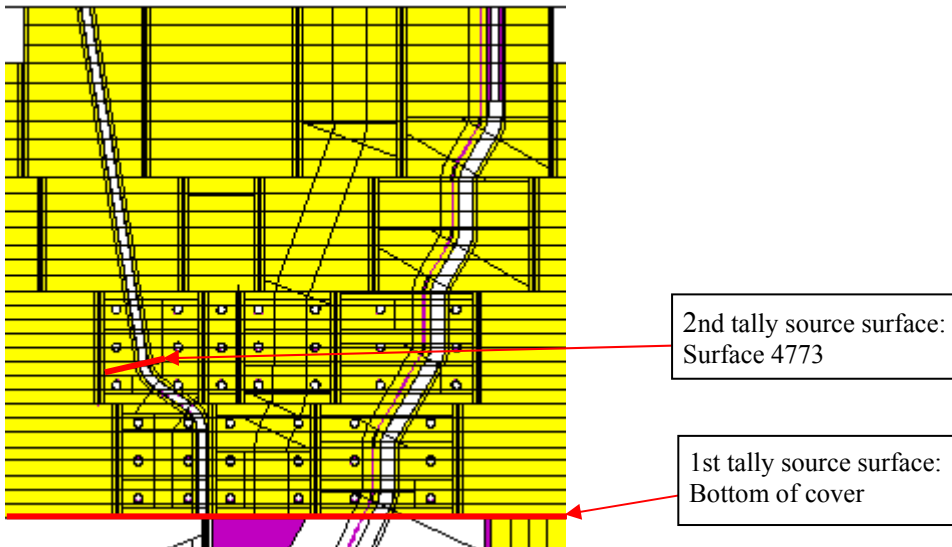 2nd tally source surface:
Surface 4773
1st tally source surface:
Bottom of cover